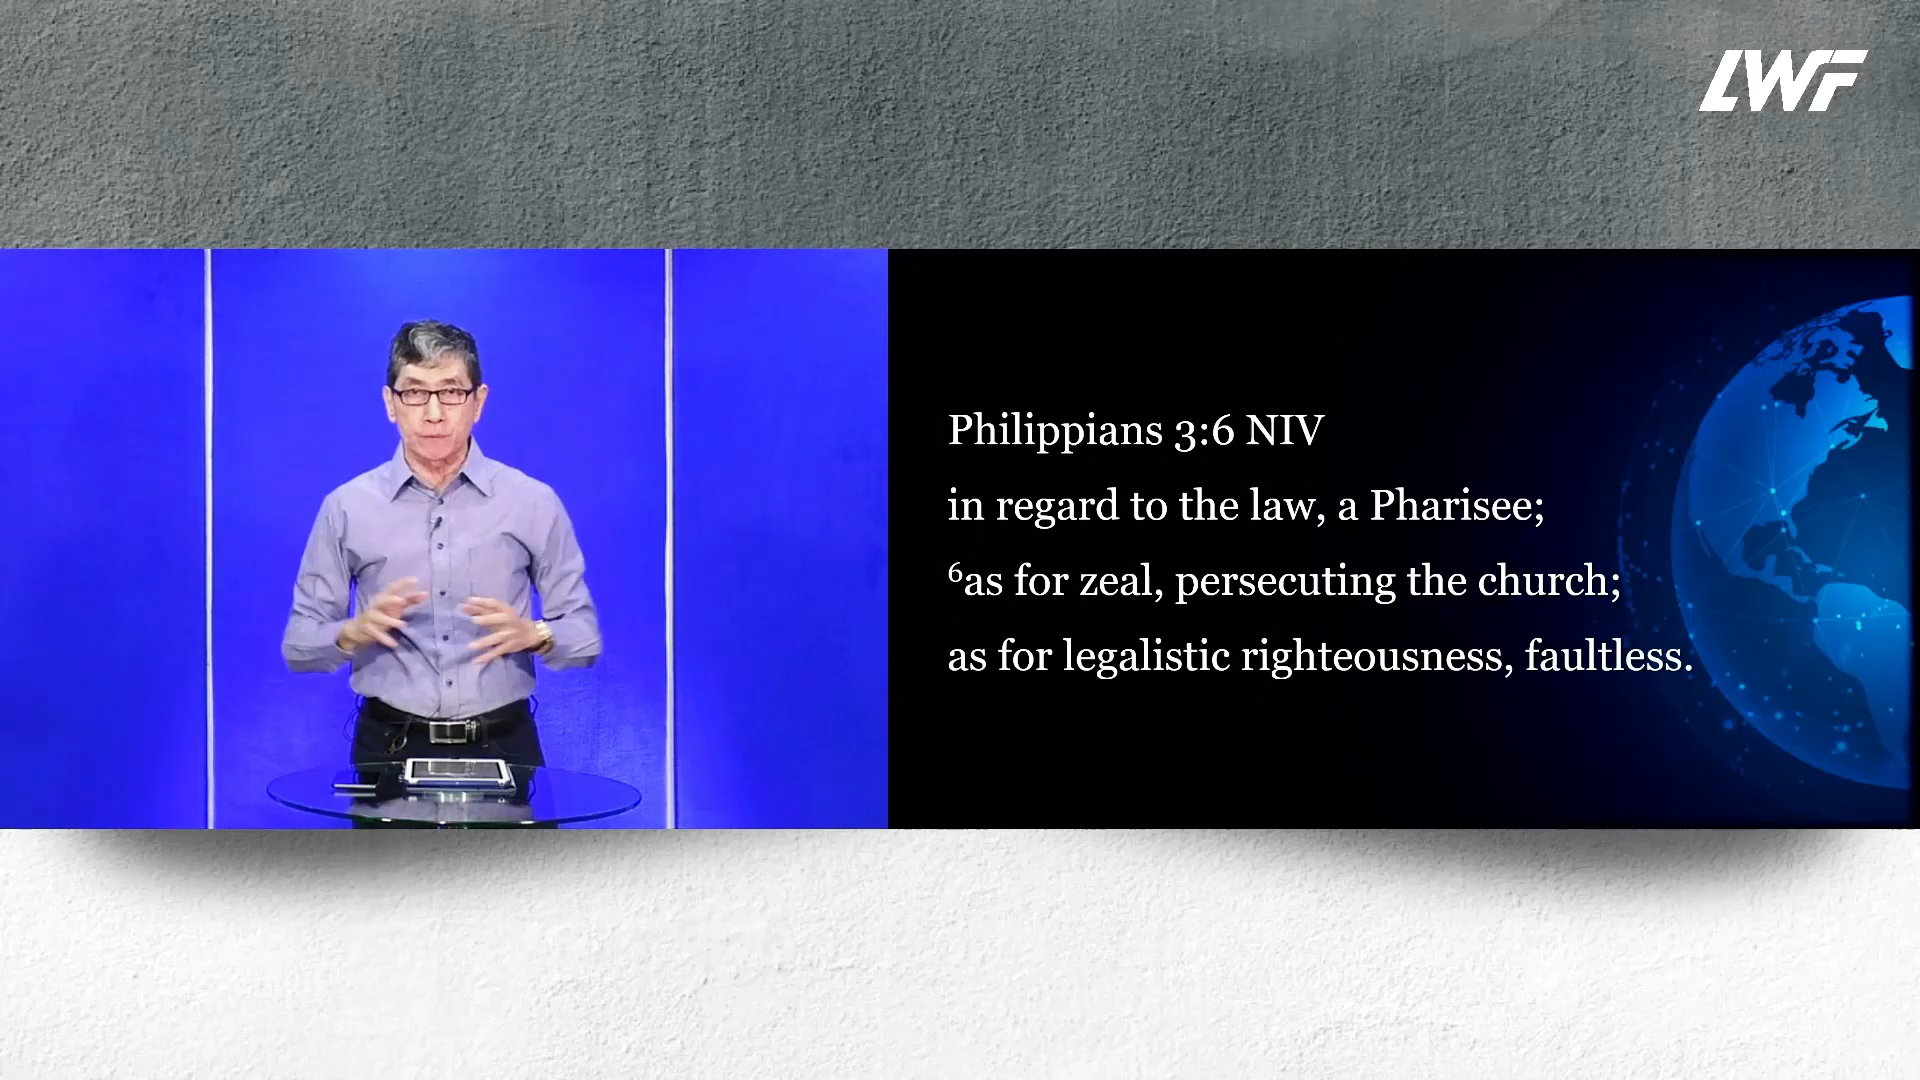 LWF
Philippians 3:6 NIV
in regard to the law, a Pharisee;
⁶as for zeal, persecuting the church;
as for legalistic righteousness, faultless.